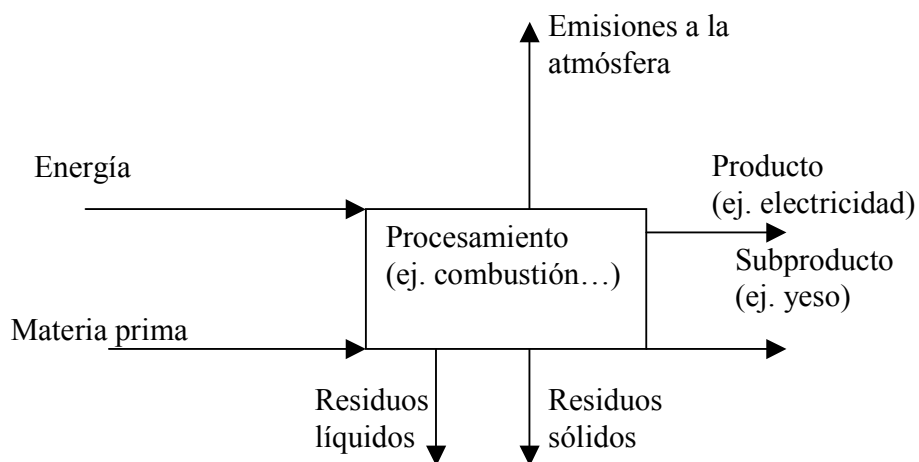 Emisiones a la
atmósfera
Energía
Producto
(ej. electricidad)
Procesamiento
(ej. combustión…)
Subproducto
(ej. yeso)
Materia prima
Residuos
líquidos
Residuos
sólidos